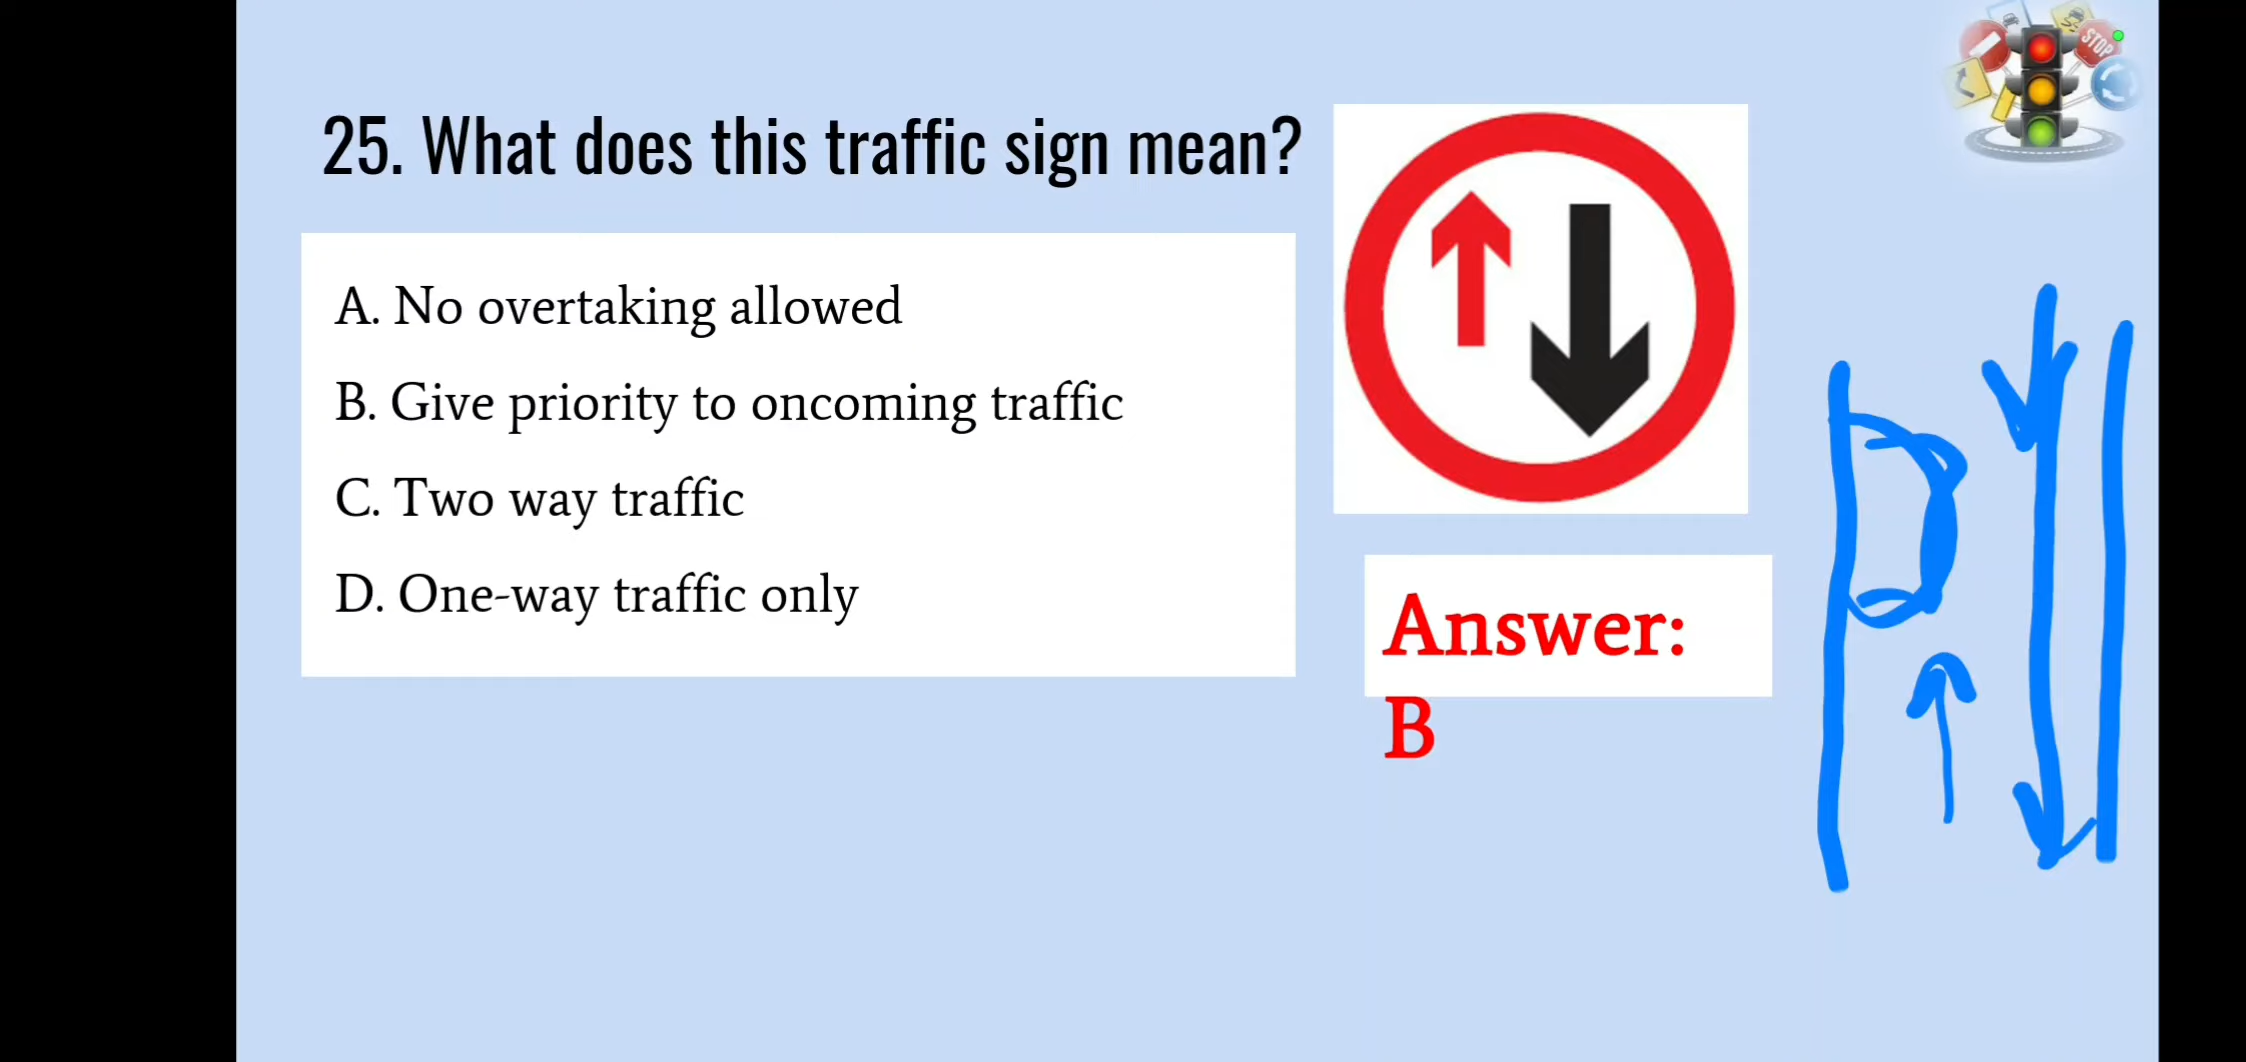 25. What does this traffic sign mean?
A. No overtaking allowed
B. Give priority to oncoming traffic
C. Two way traffic
D. One-way traffic only
Answer:
B
STOP